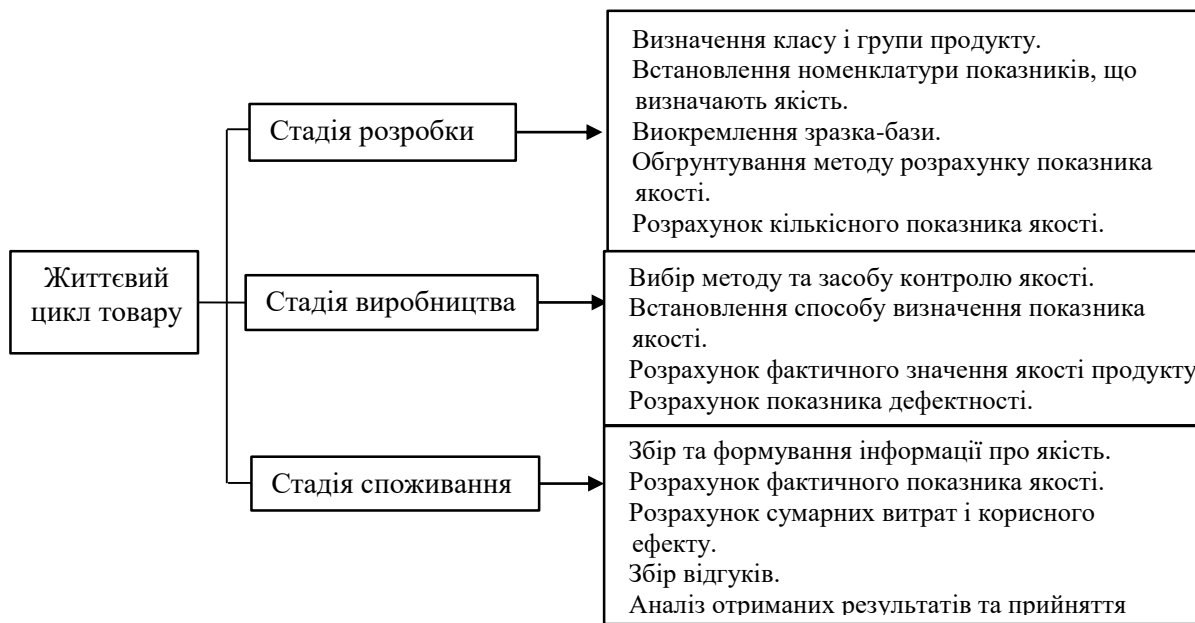 Життєвий
цикл товару
Стадія розробки
Визначення класу і групи продукту.
Встановлення номенклатури показників, що
визначають якість.
Виокремлення зразка-бази.
Обгрунтування методу розрахунку показника
якості.
Розрахунок кількісного показника якості.
Стадія виробництва
Вибір методу та засобу контролю якості.
Встановлення способу визначення показника
якості.
Розрахунок фактичного значення якості продукту
Розрахунок показника дефектності.
Стадія споживання
Збір та формування інформації про якість.
Розрахунок фактичного показника якості.
Розрахунок сумарних витрат і корисного
ефекту.
Збір відгуків.
Аналіз отриманих результатів та прийняття